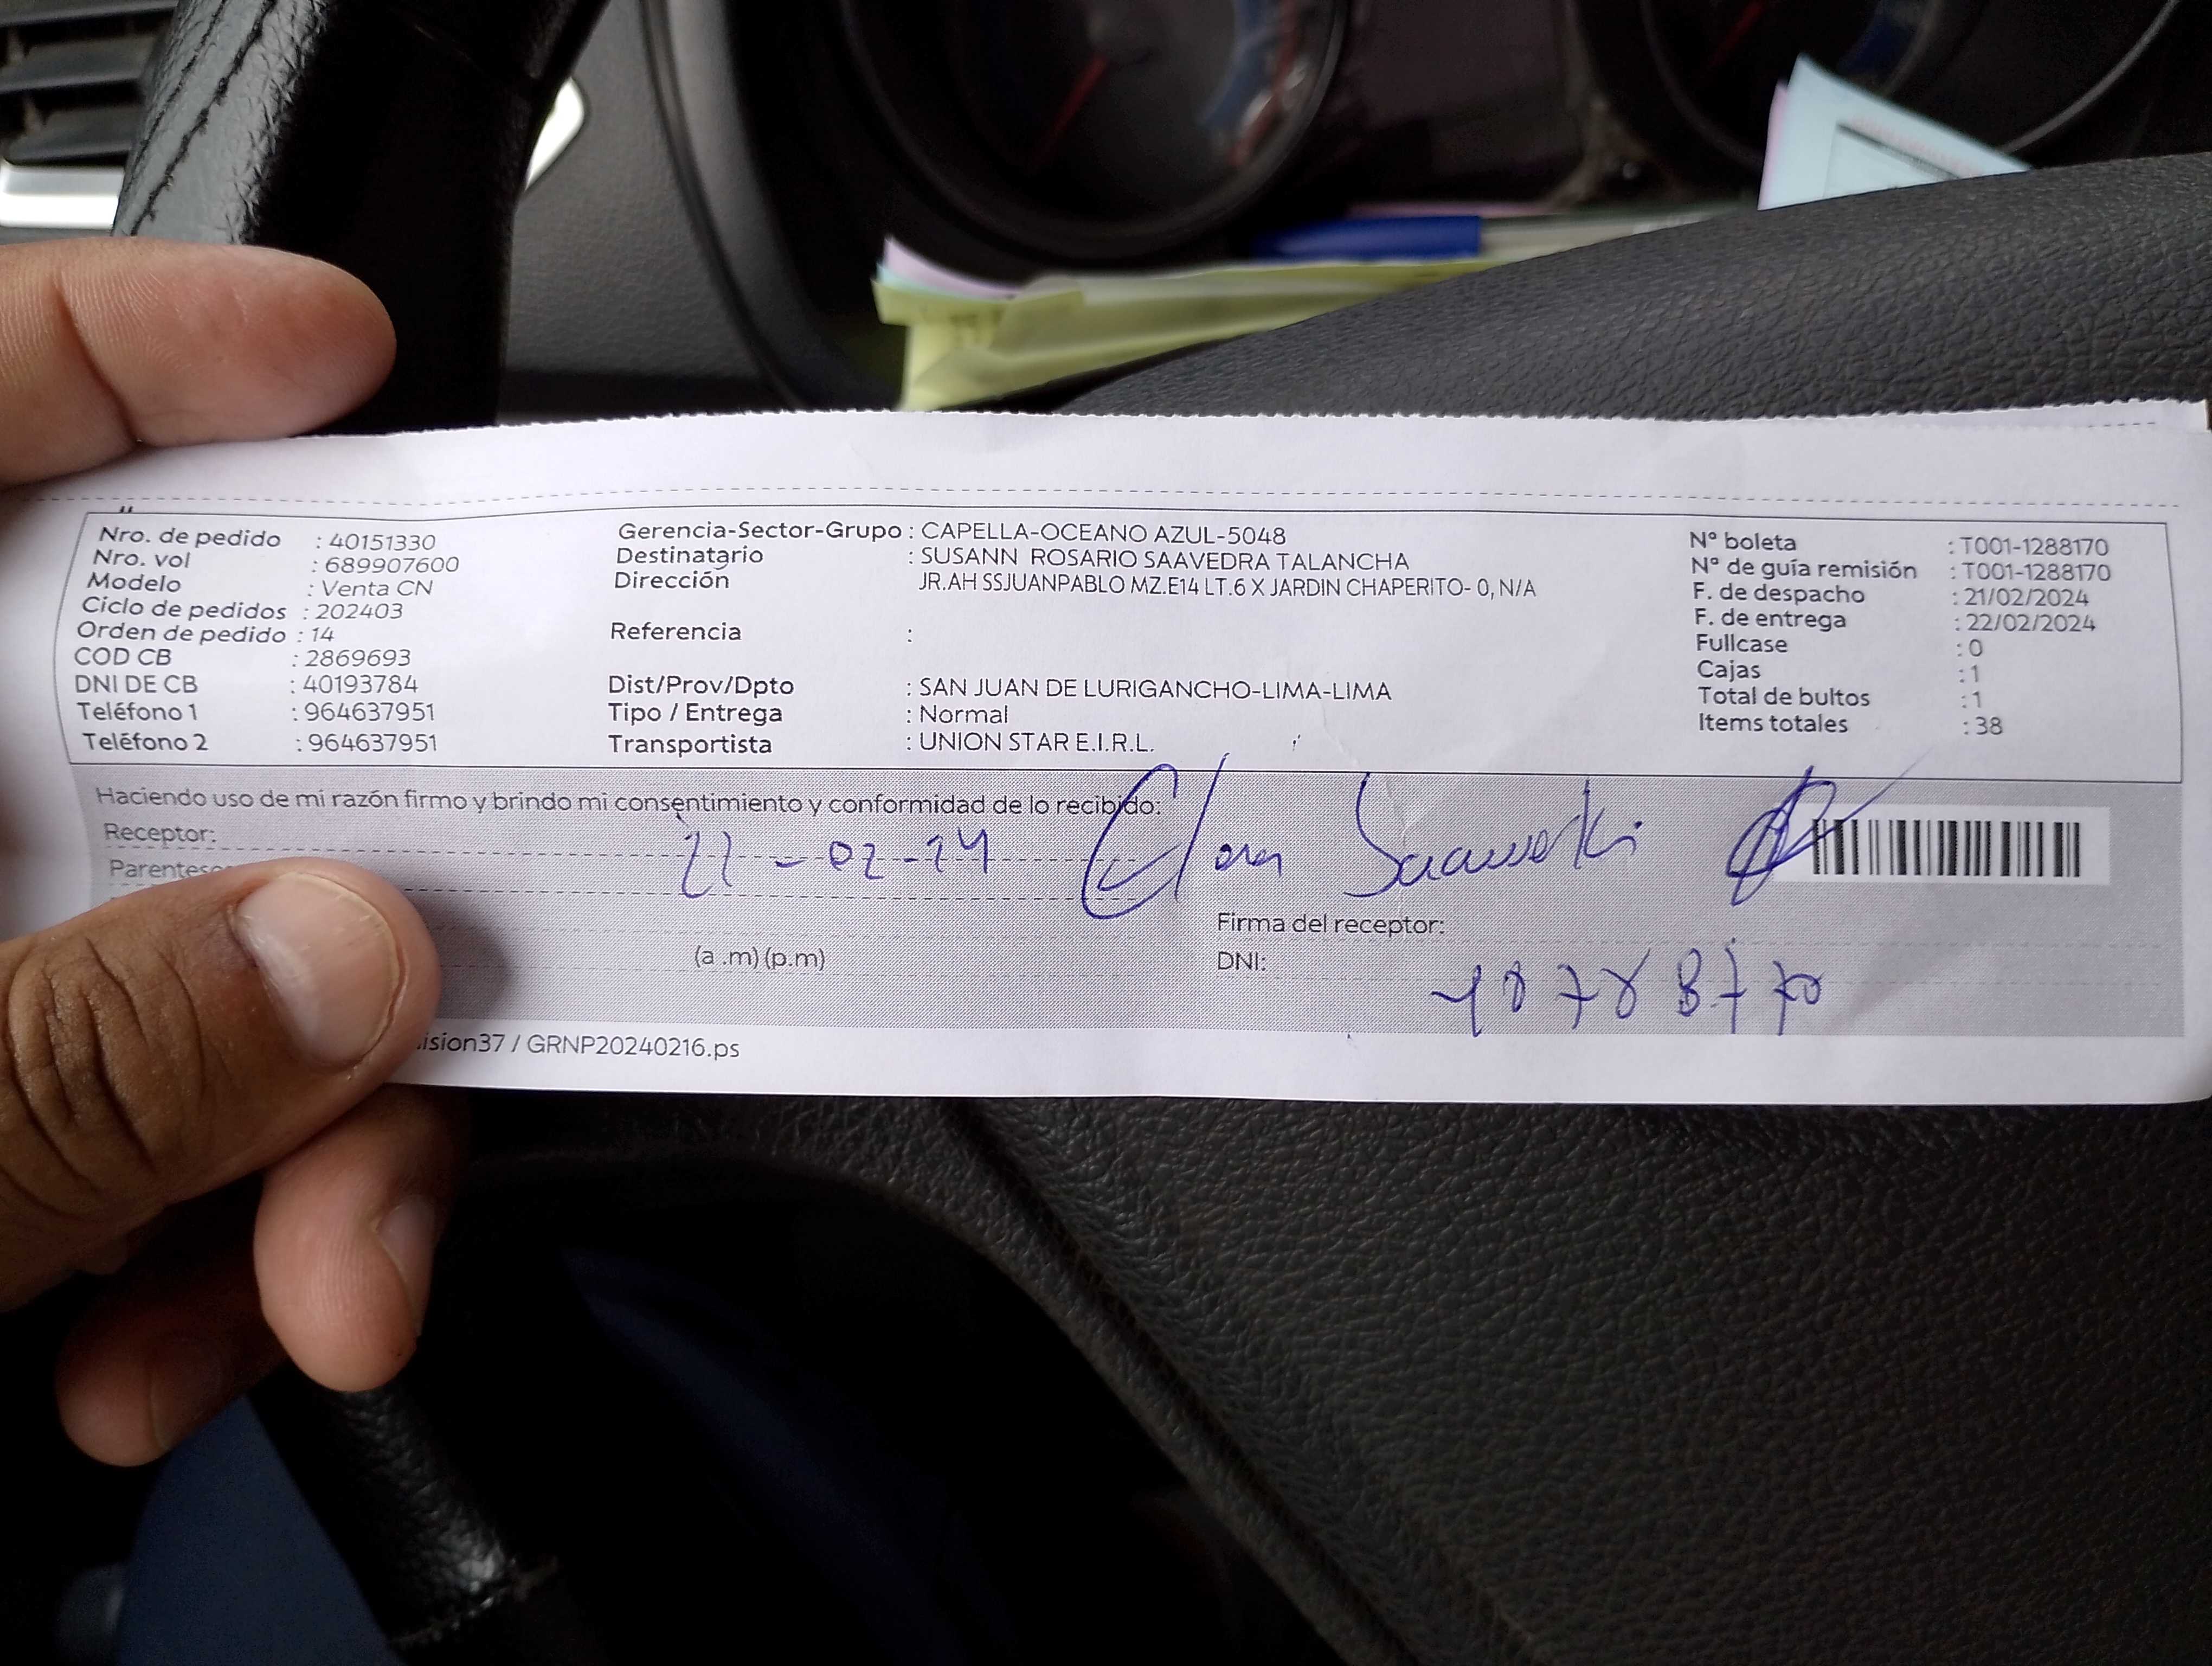 Nro. de pedido : 40151330
Nro. vol : 689907600
Modelo : Venta CN
Ciclo de pedidos : 202403
Orden de pedido : 14
COD CB : 2869693
DNI DE CB : 40193784
Teléfono 1 : 964637951
Teléfono 2 : 964637951
Gerencia-Sector-Grupo : CAPELLA-OCEANO AZUL-5048
Destinatario : SUSANN ROSARIO SAAVEDRA TALANCHA
Dirección JR.AH SSJUANPABLO MZ.E14 LT.6 X JARDIN CHAPERITO- 0, N/A
Referencia :
Dist/Prov/Dpto : SAN JUAN DE LURIGANCHO-LIMA-LIMA
Tipo / Entrega : Normal
Transportista : UNION STAR E.I.R.L.
N° boleta : T001-1288170
N° de guía remisión : T001-1288170
F. de despacho : 21/02/2024
F. de entrega : 22/02/2024
Fullcase : 0
Cajas : 1
Total de bultos : 1
Items totales : 38
Haciendo uso de mi razón firmo y brindo mi consentimiento y conformidad de lo recibido:
Receptor:
22-02-24
Firma del receptor:
(a .m) (p.m)
DNI:
ision37 / GRNP20240216.ps